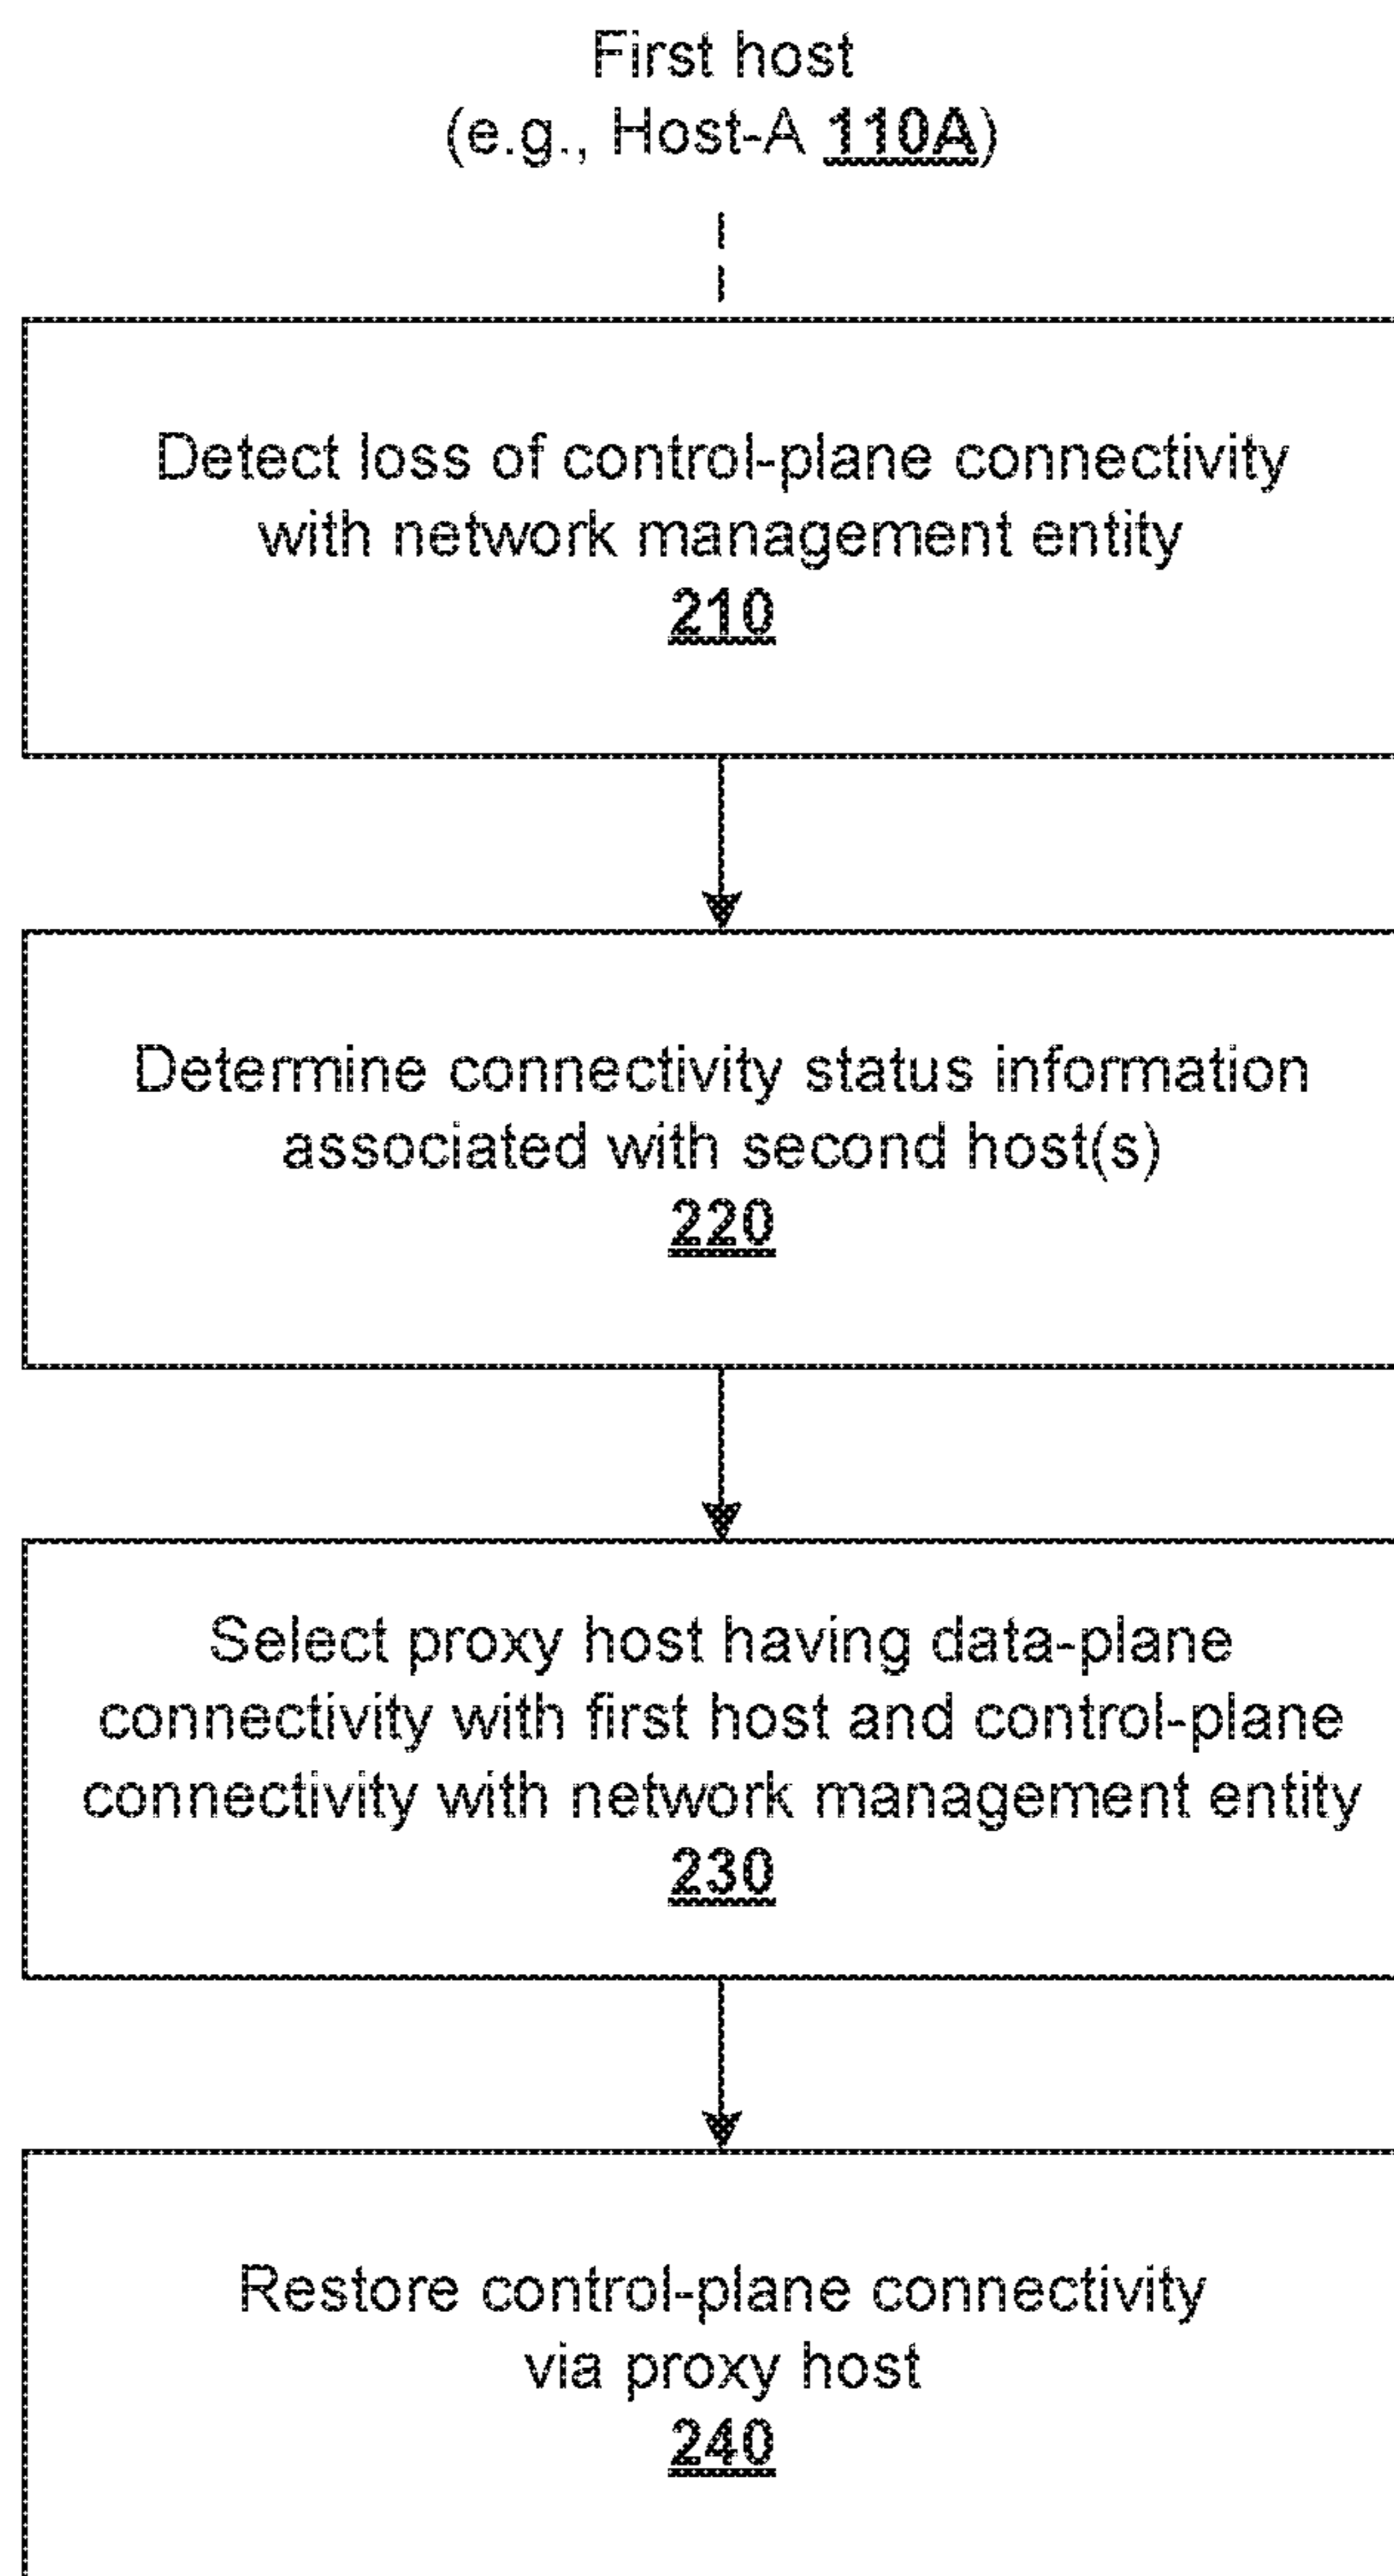 First host
(e.g., Host-A 110A)
Detect loss of control-plane connectivity
with network management entity
210
Determine connectivity status information
associated with second host(s)
220
Select proxy host having data-plane
connectivity with first host and control-plane
connectivity with network management entity
230
Restore control-plane connectivity
via proxy host
240